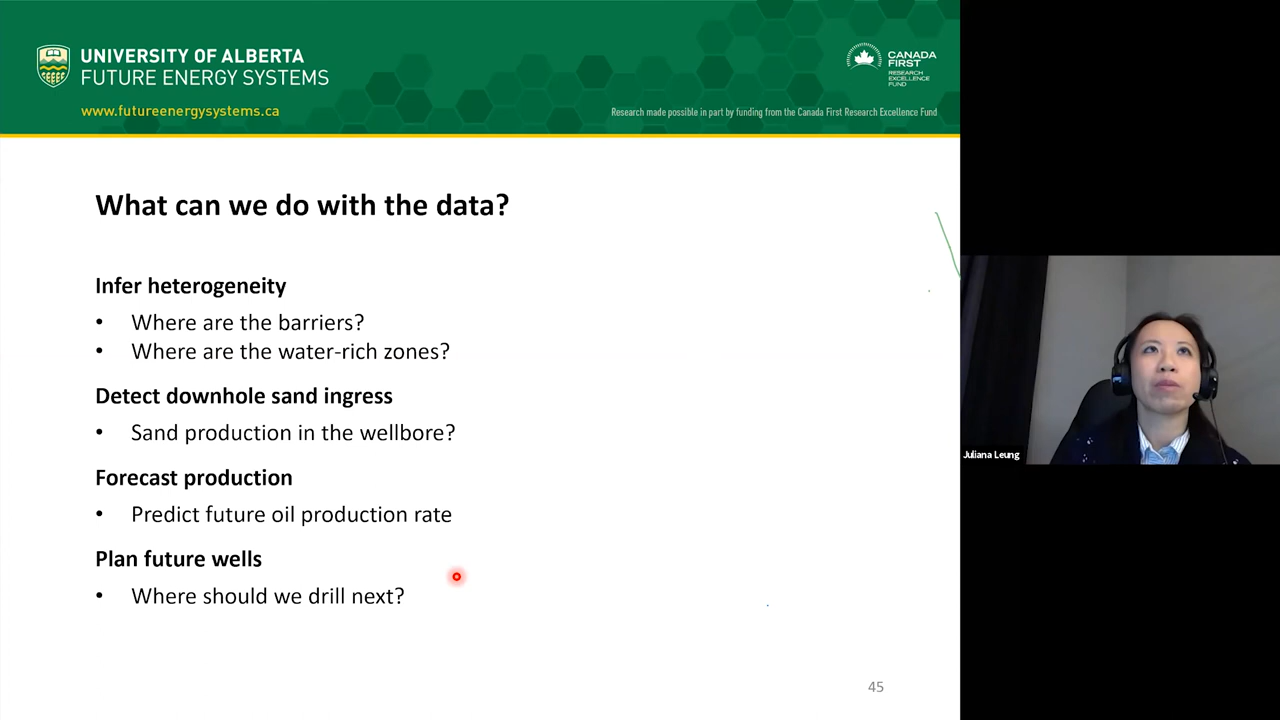 UNIVERSITY OF ALBERTA
FUTURE ENERGY SYSTEMS
www.futureenergysystems.ca
CANADA
FIRST
RESEARCH
EXCELLENCE
FUND
Research made possible in part by funding from the Canada First Research Excellence Fund
What can we do with the data?
Infer heterogeneity
• Where are the barriers?
• Where are the water-rich zones?
Detect downhole sand ingress
• Sand production in the wellbore?
Forecast production
• Predict future oil production rate
Plan future wells
• Where should we drill next?
45
Juliana Leung